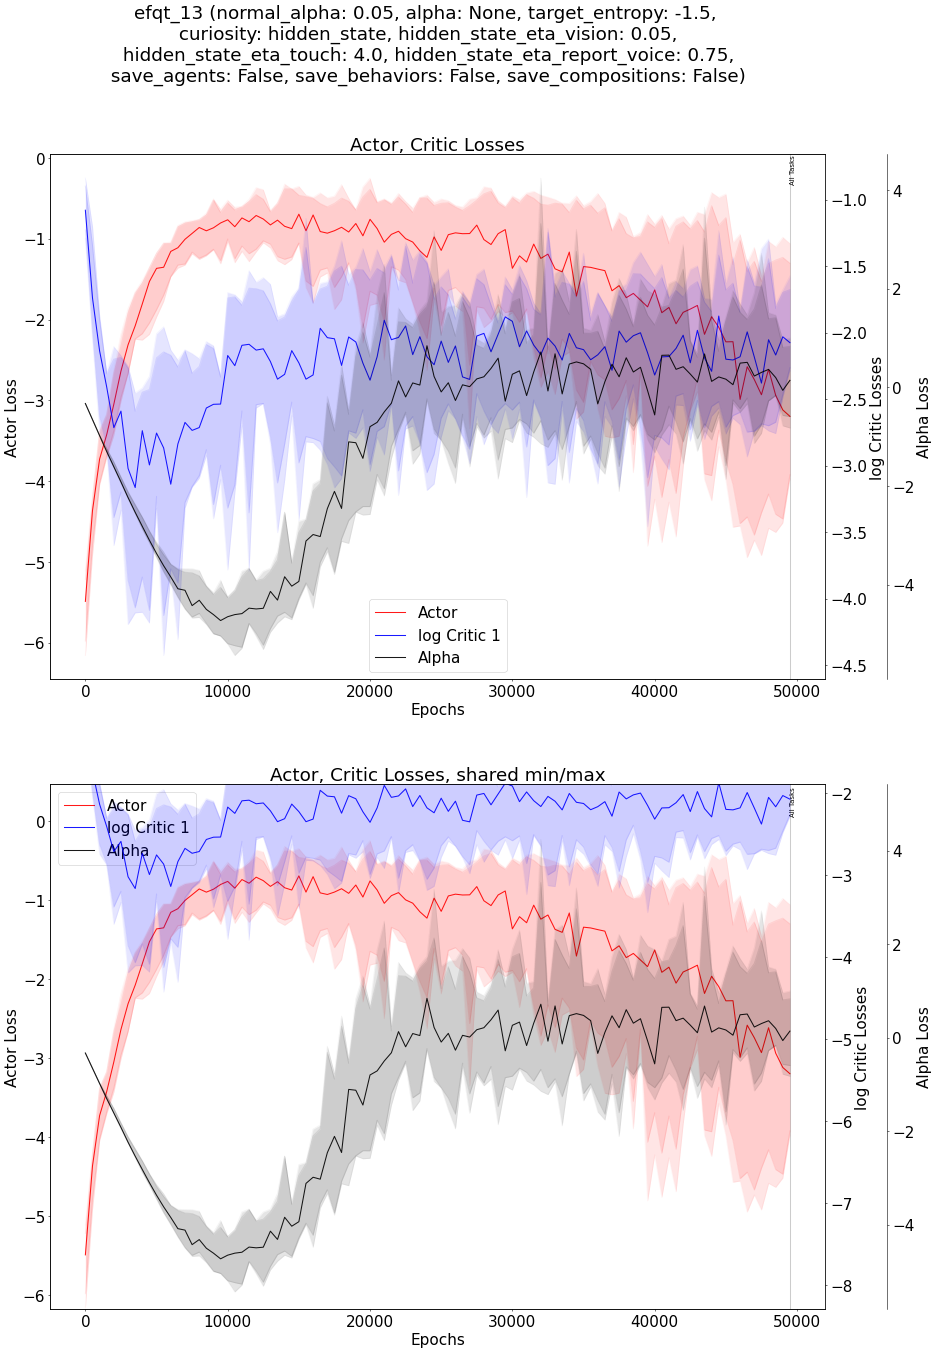 efqt_13 (normal_alpha: 0.05, alpha: None, target_entropy: -1.5,
curiosity: hidden_state, hidden_state_eta_vision: 0.05,
hidden_state_eta_touch: 4.0, hidden_state_eta_report_voice: 0.75,
save_agents: False, save_behaviors: False, save_compositions: False)
Actor, Critic Losses
All Tasks
0
−1
−2
−3
−4
−5
−6
Actor Loss
−1.0
−1.5
−2.0
−2.5
−3.0
−3.5
−4.0
−4.5
log Critic Losses
4
2
0
−2
−4
Alpha Loss
Actor
log Critic 1
Alpha
0
10000
20000
30000
40000
50000
Epochs
Actor, Critic Losses, shared min/max
All Tasks
Actor
log Critic 1
Alpha
0
−1
−2
−3
−4
−5
−6
Actor Loss
−2
−3
−4
−5
−6
−7
−8
log Critic Losses
4
2
0
−2
−4
Alpha Loss
0
10000
20000
30000
40000
50000
Epochs